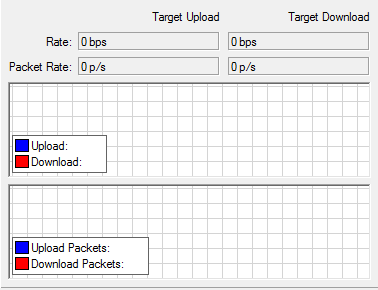 Target Upload Target Download
Rate: 0 bps 0 bps
Packet Rate: 0 p/s 0 p/s
Upload:
Download:
Upload Packets:
Download Packets: